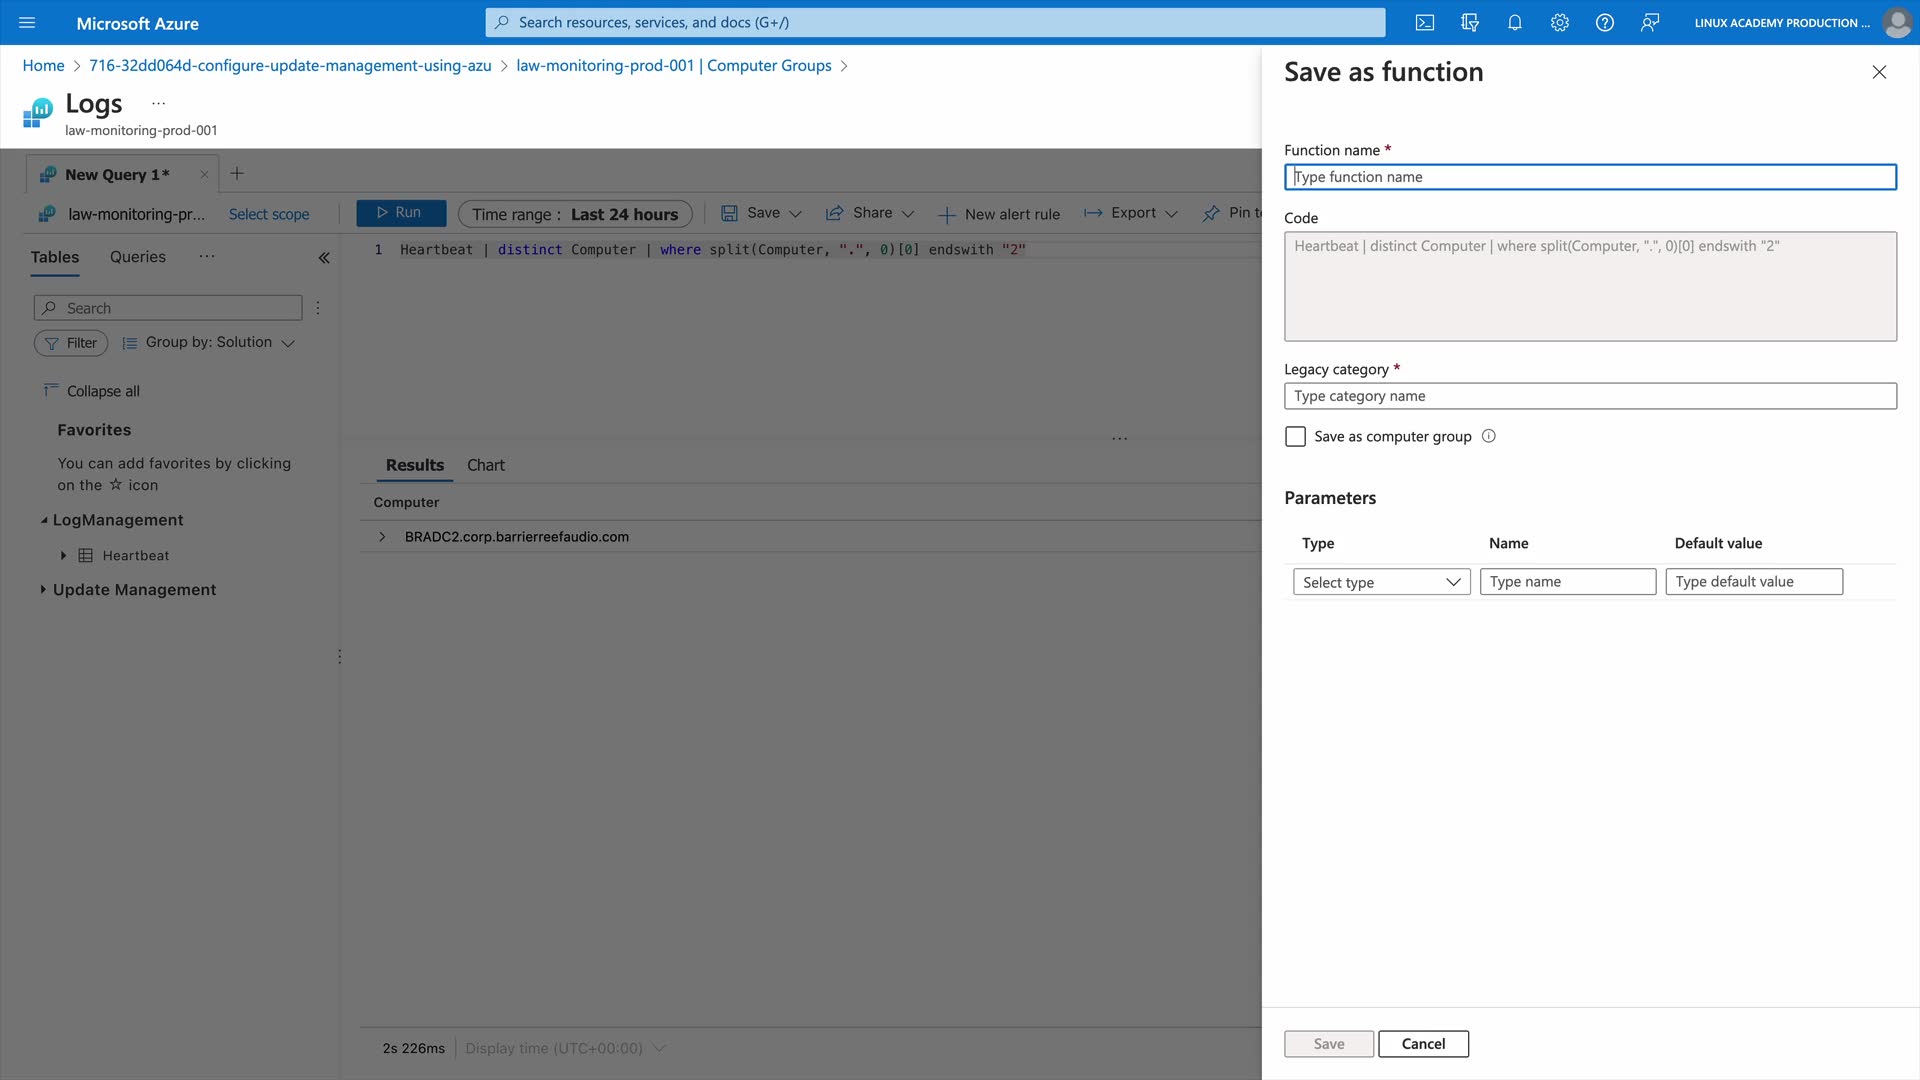 Microsoft Azure
Search resources, services, and docs (G+/)
LINUX ACADEMY PRODUCTION ...
Home > 716-32dd064d-configure-update-management-using-azu > law-monitoring-prod-001 | Computer Groups >
Logs ...
law-monitoring-prod-001
New Query 1*
law-monitoring-pr... Select scope
Run
Time range : Last 24 hours
Save
Share
New alert rule
Export
Pin to
Tables Queries ...
1 Heartbeat | distinct Computer | where split(Computer, ".", 0)[0] endswith "2"
Search
Filter
Group by: Solution
Collapse all
Favorites
You can add favorites by clicking
on the ☆ icon
LogManagement
Heartbeat
Update Management
Results Chart
Computer
BRADC2.corp.barrierreefaudio.com
2s 226ms
Display time (UTC+00:00)
Save as function
Function name *
Type function name
Code
Heartbeat | distinct Computer | where split(Computer, ".", 0)[0] endswith "2"
Legacy category *
Type category name
Save as computer group
Parameters
Type Name Default value
Select type Type name Type default value
Save Cancel